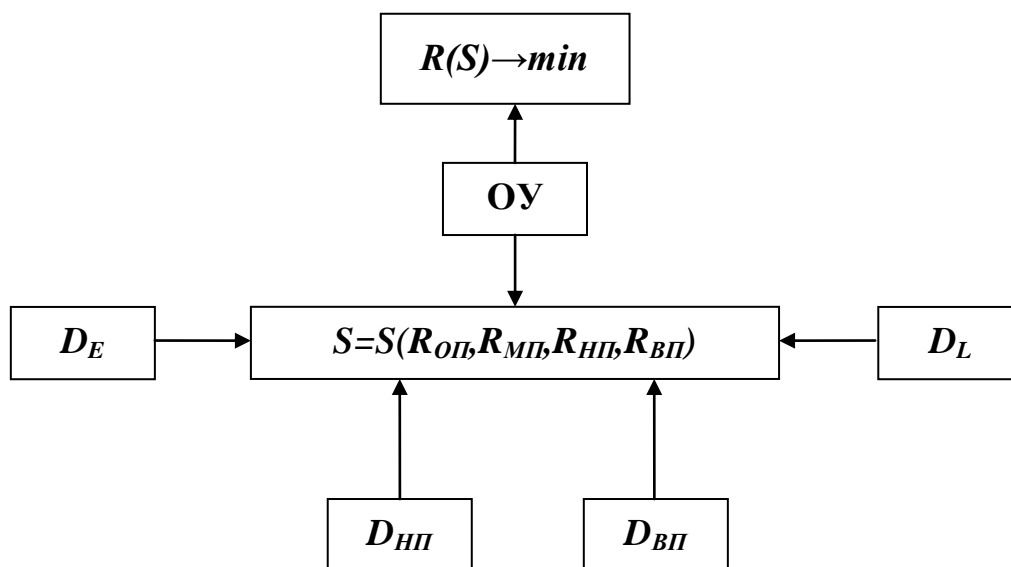 R(S)→min
ОУ
D_E
S=S(R_ОП,R_МП,R_НП,R_ВП)
D_L
D_НП
D_ВП